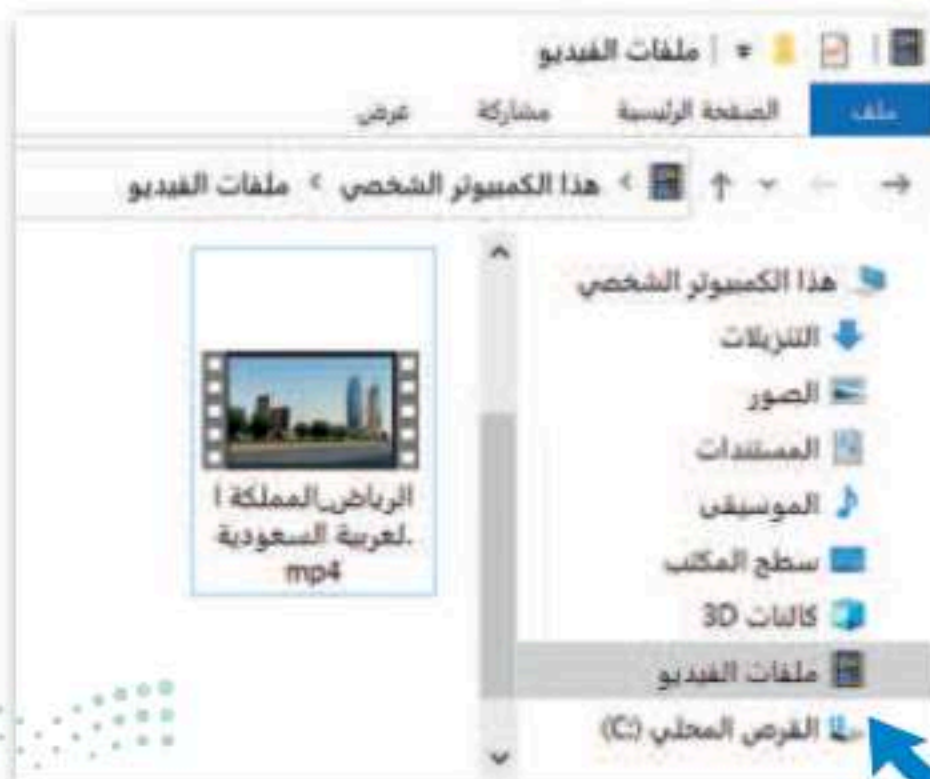 ملفات الفيديو
ملف الصفحة الرئيسية مشاركة عرض
هذا الكمبيوتر الشخصي > ملفات الفيديو
هذا الكمبيوتر الشخصي
التنزيلات
الصور
المستندات
الموسيقى
سطح المكتب
كائنات 3D
ملفات الفيديو
القرص المحلي (C:)
الرياض_المملكة ا
لعربية السعودية.
mp4